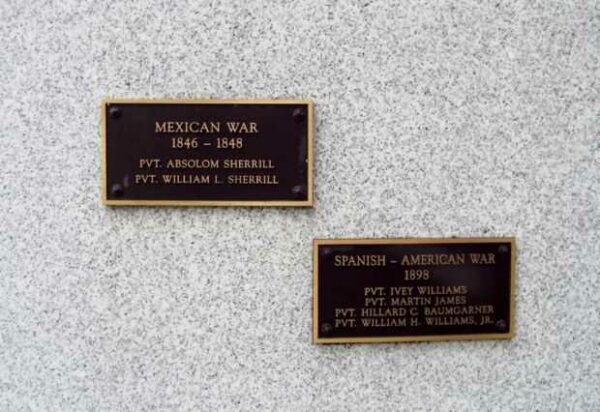 MEXICAN WAR
1846 – 1848
PVT. ABSOLOM SHERRILL
PVT. WILLIAM L. SHERRILL
SPANISH – AMERICAN WAR
1898
PVT. IVEY WILLIAMS
PVT. MARTIN JAMES
PVT. HILLARD C. BAUMGARNER
PVT. WILLIAM H. WILLIAMS, JR.